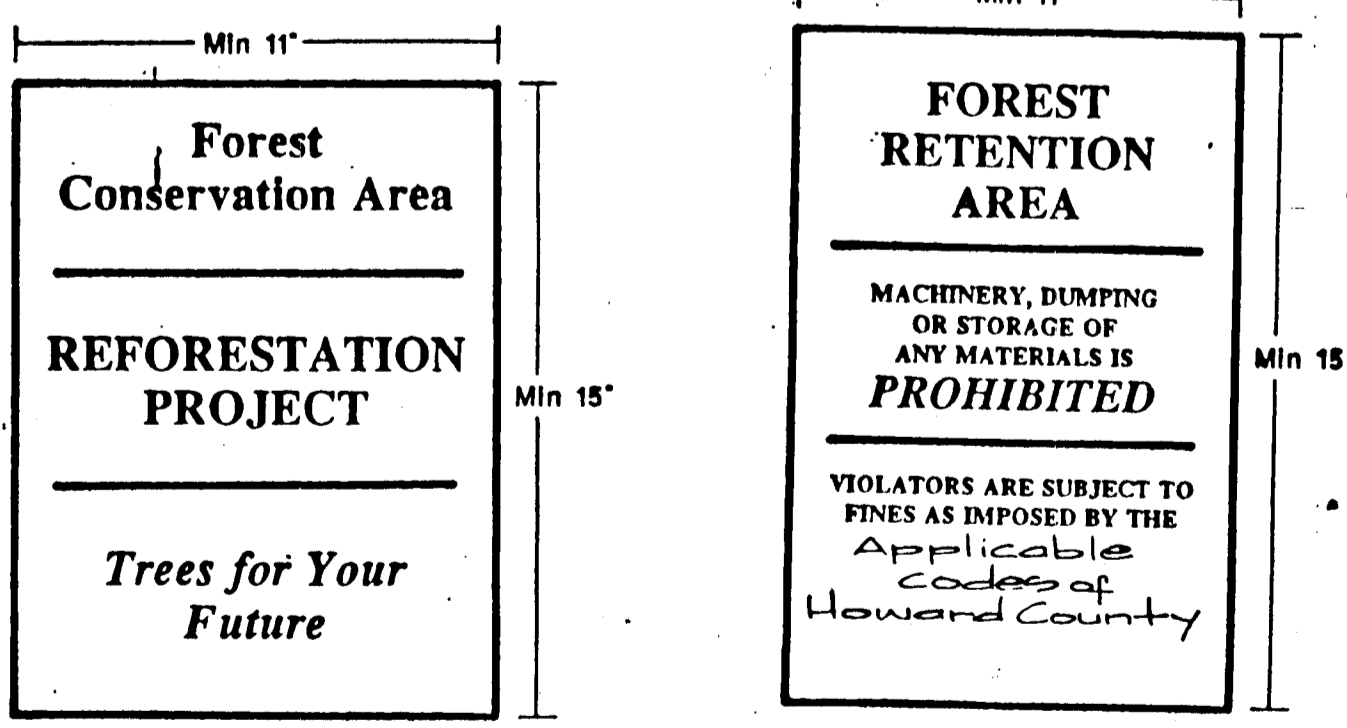 Min 11"
Forest
Conservation Area
REFORESTATION
PROJECT
Trees for Your
Future
Min 15"
FOREST
RETENTION
AREA
MACHINERY, DUMPING
OR STORAGE OF
ANY MATERIALS IS
PROHIBITED
VIOLATORS ARE SUBJECT TO
FINES AS IMPOSED BY THE
Applicable
Codes of
Howard County
Min 15